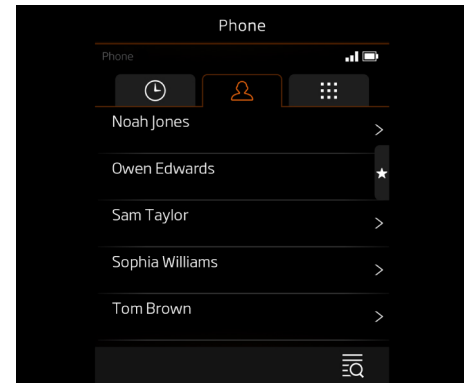 Phone
Phone
Noah Jones
Owen Edwards
Sam Taylor
Sophia Williams
Tom Brown